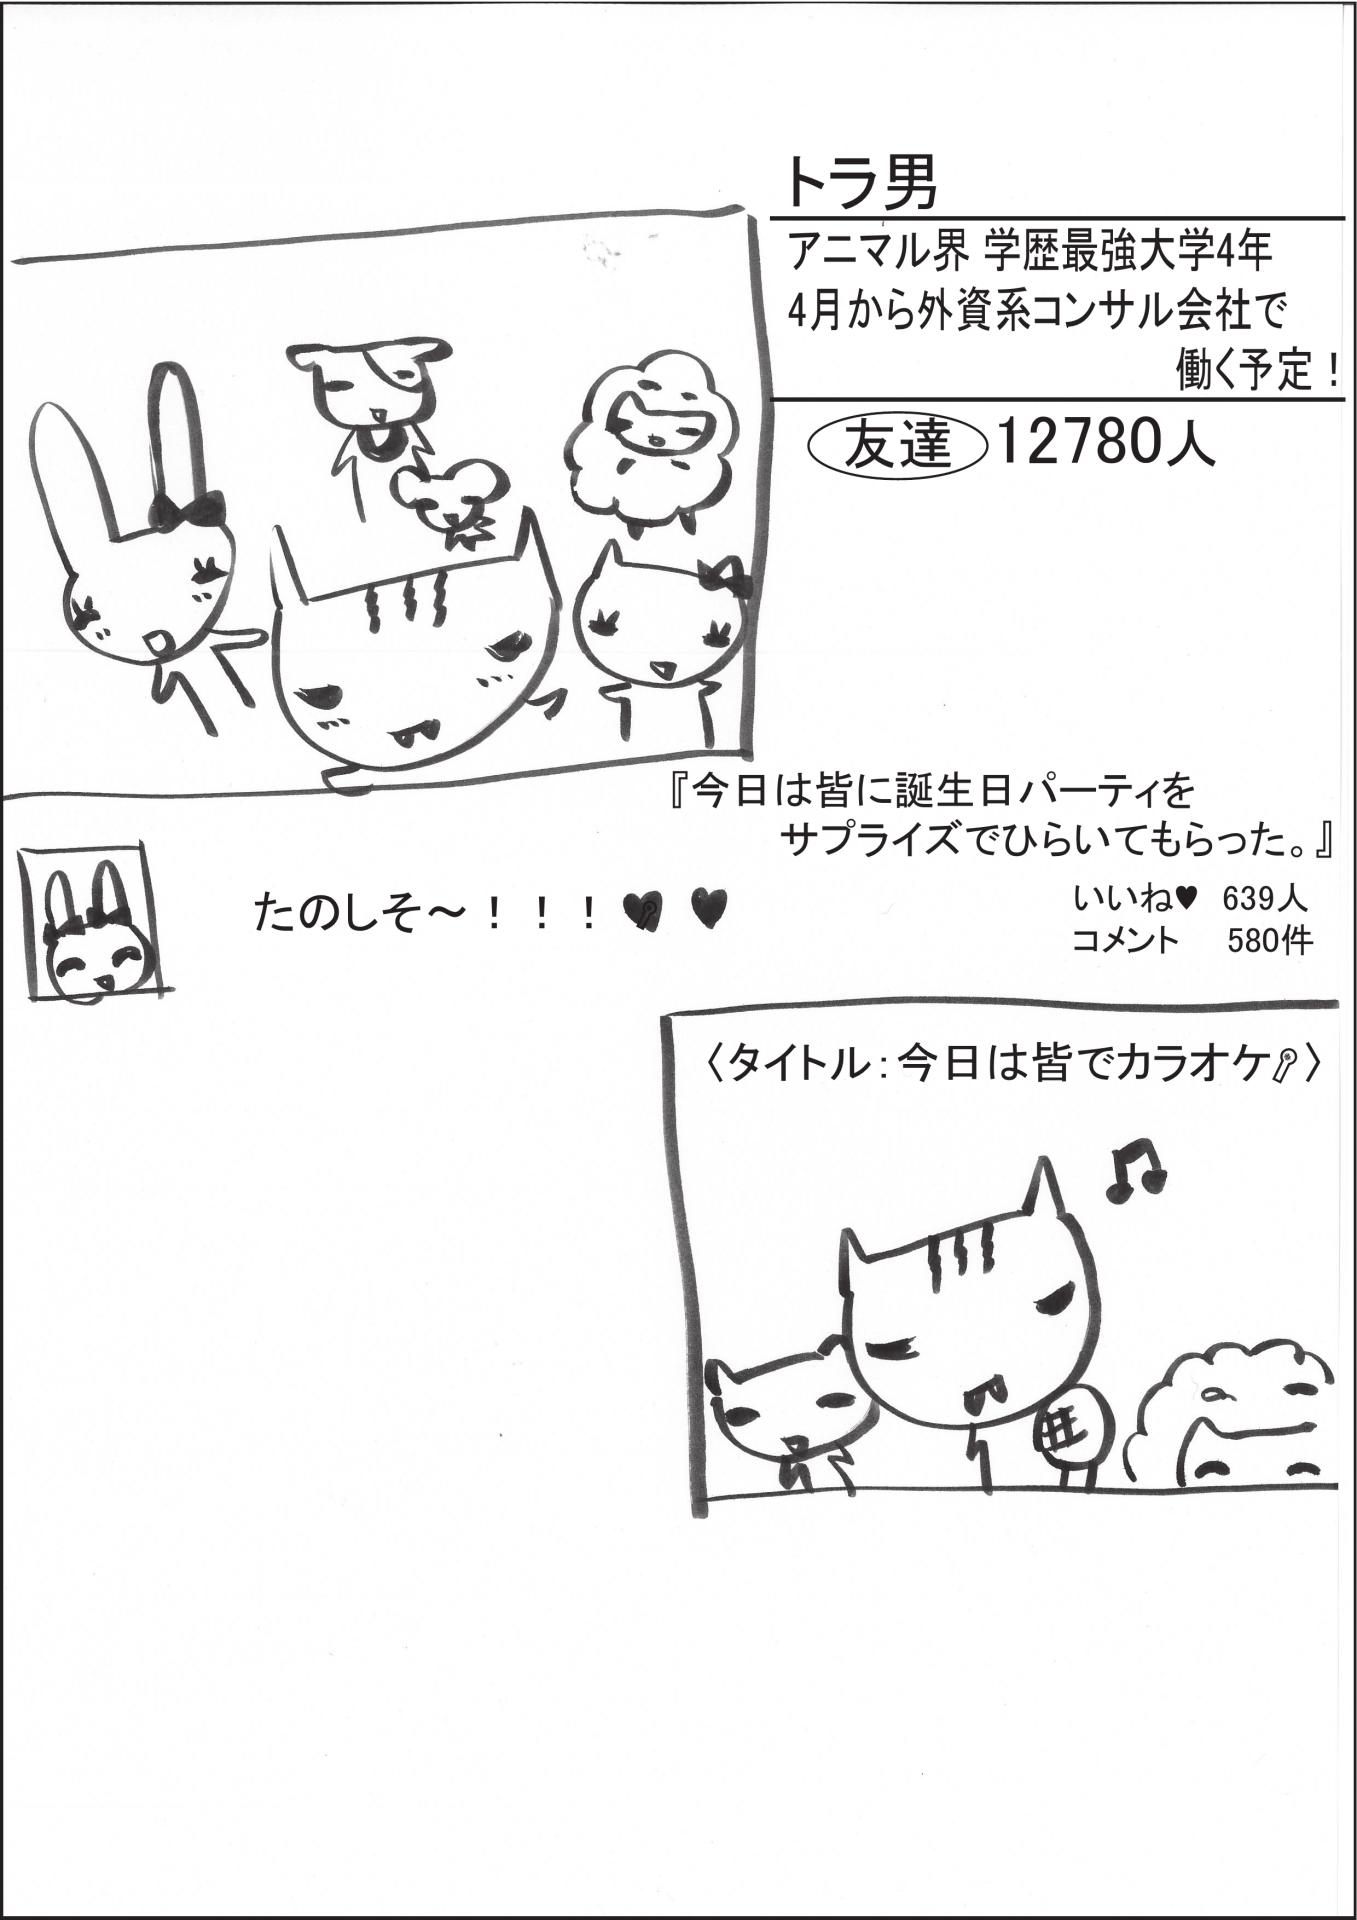 トラ男
アニマル界 学歴最強大学4年
4月から外資系コンサル会社で
働く予定！
友達 12780人
『今日は皆に誕生日パーティを
サプライズでひらいてもらった。』
いいね♥ 639人
コメント 580件
たのしそ～！！！♥ ♥
〈タイトル：今日は皆でカラオケ🎤〉